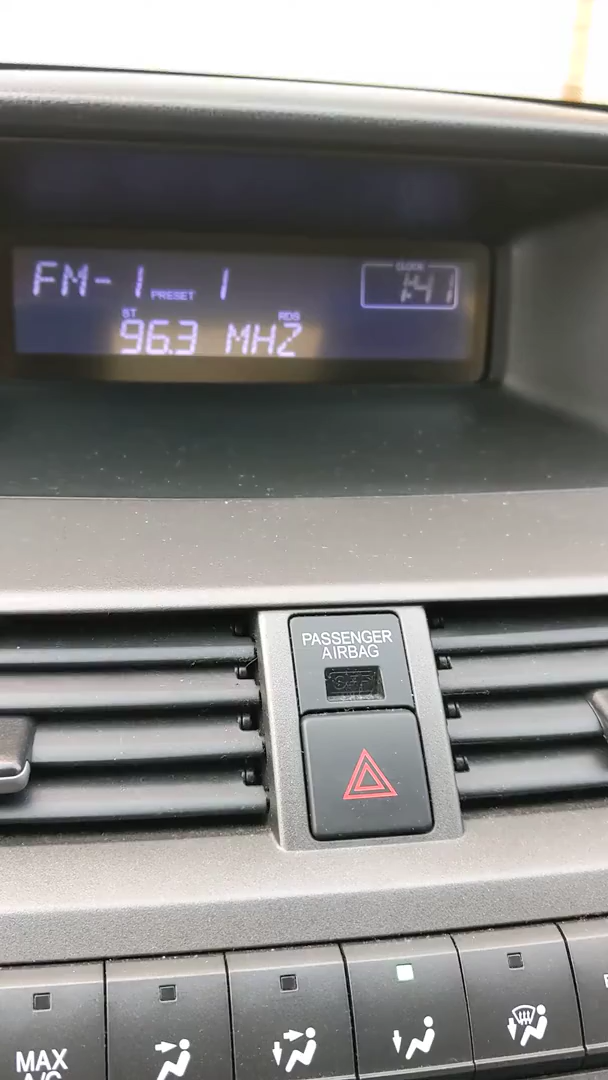 FM-1 PRESET 1
CLOCK
1:41
ST RDS
96.3 MHZ
PASSENGER
AIRBAG
OFF
MAX
A/C